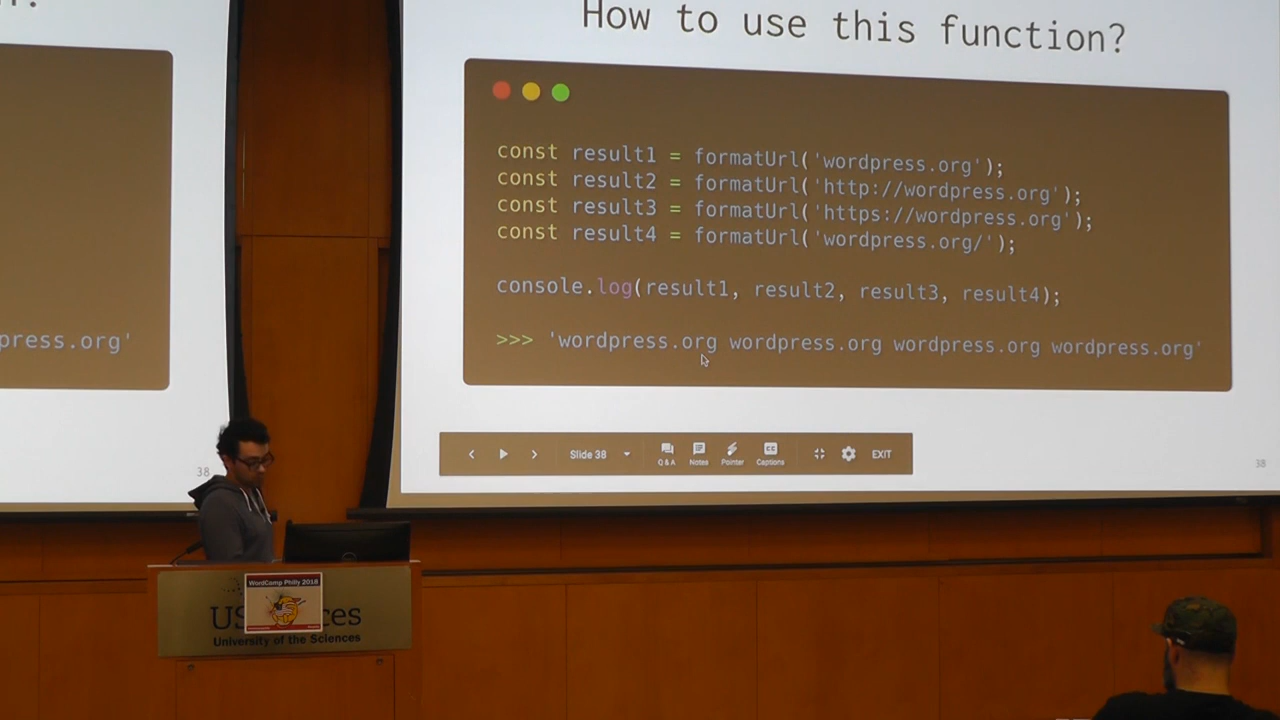 How to use this function?
const result1 = formatUrl('wordpress.org');
const result2 = formatUrl('http://wordpress.org');
const result3 = formatUrl('https://wordpress.org');
const result4 = formatUrl('wordpress.org/');
console.log(result1, result2, result3, result4);
>>> 'wordpress.org wordpress.org wordpress.org wordpress.org'
press.org'
Slide 38
Q & A
Notes
Pointer
Captions
EXIT
38
38
WordCamp Philly 2018
US ces
University of the Sciences